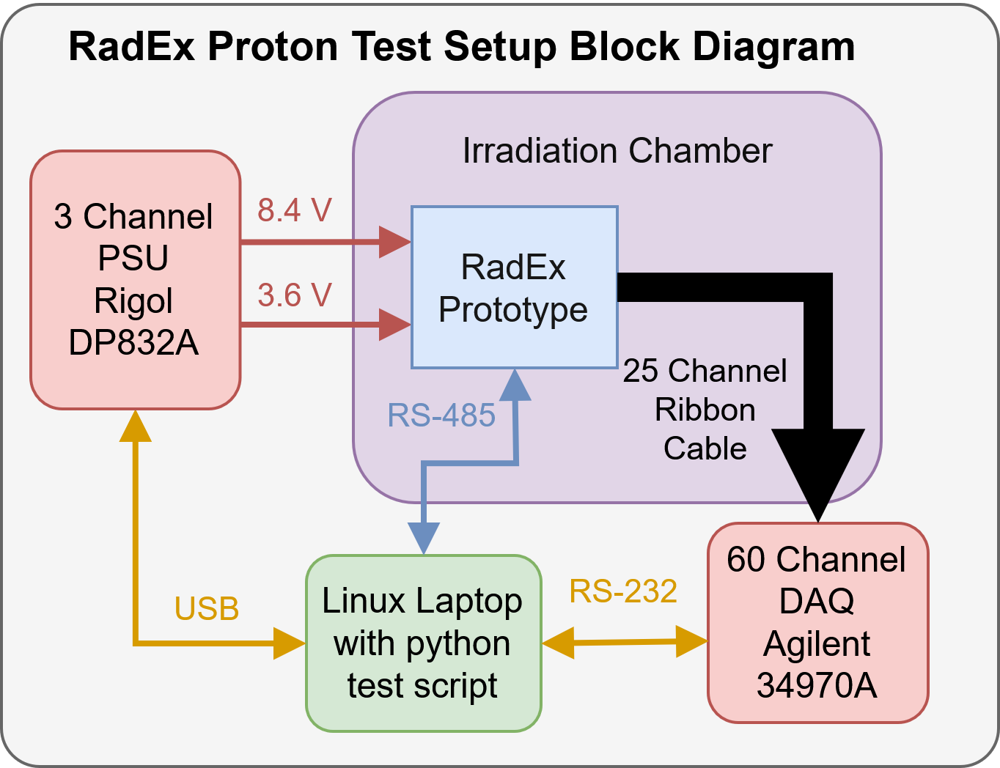 RadEx Proton Test Setup Block Diagram
Irradiation Chamber
3 Channel
PSU
Rigol
DP832A
8.4 V
3.6 V
RadEx
Prototype
25 Channel
Ribbon
Cable
RS-485
USB
Linux Laptop
with python
test script
RS-232
60 Channel
DAQ
Agilent
34970A